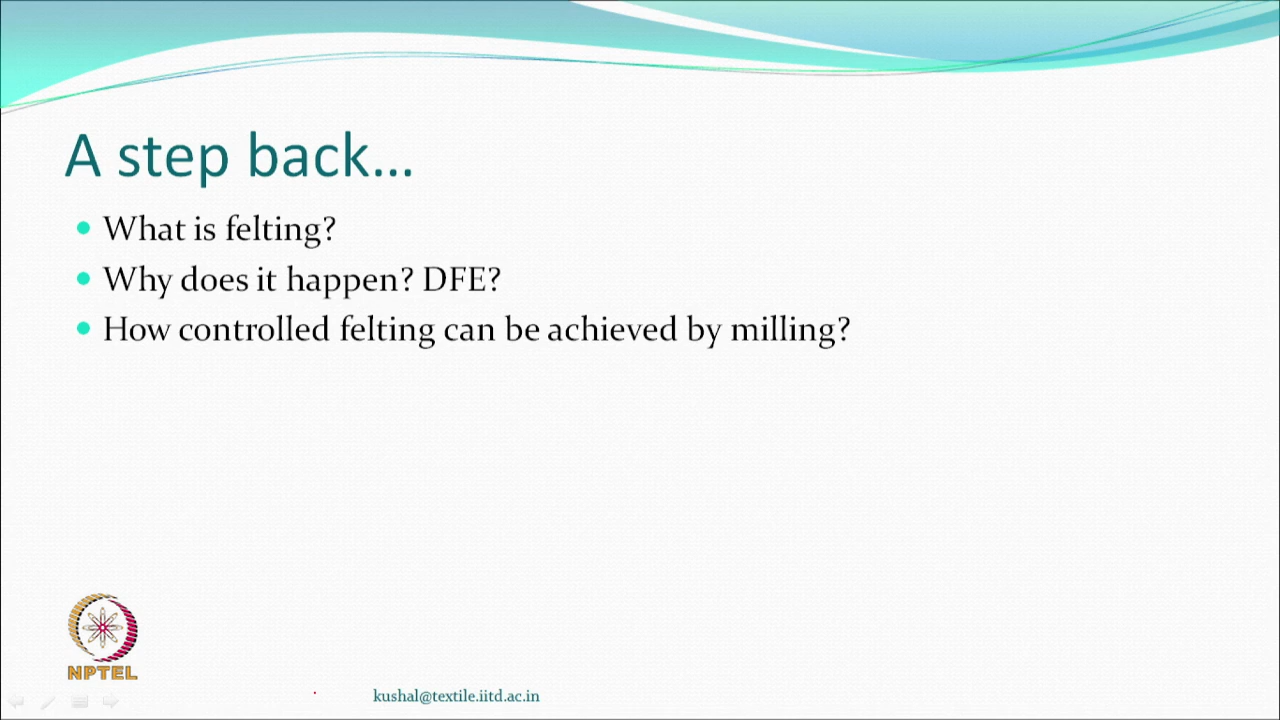 A step back...
What is felting?
Why does it happen? DFE?
How controlled felting can be achieved by milling?
NPTEL
kushal@textile.iitd.ac.in